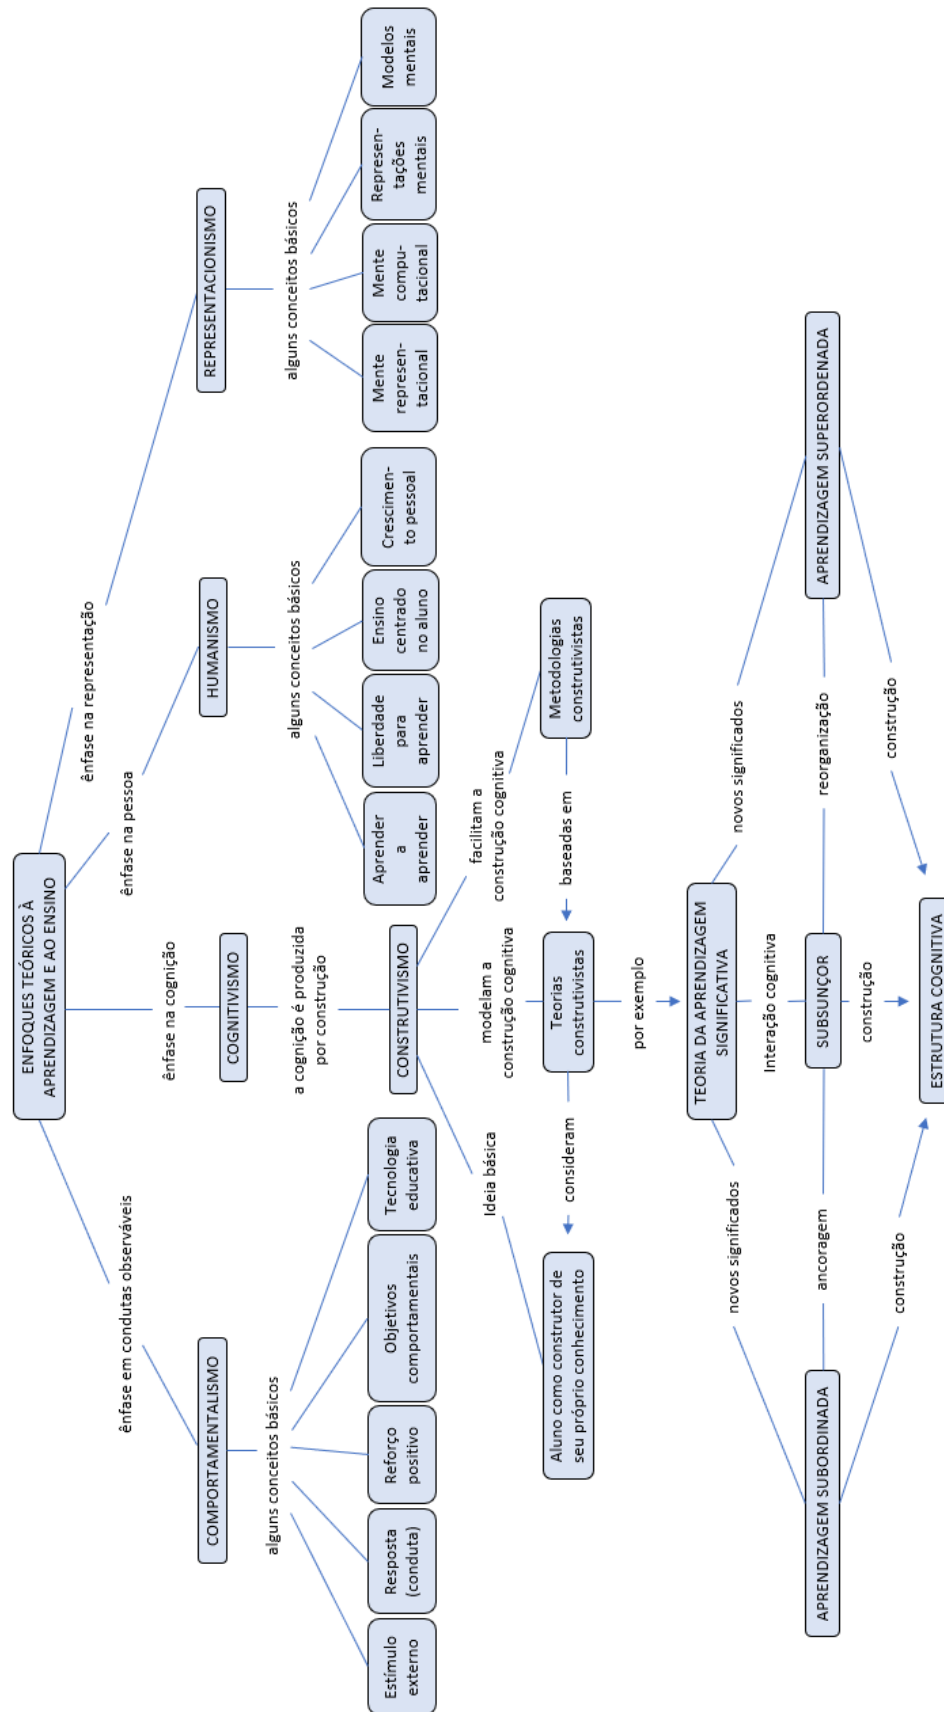 ENFOQUES TEÓRICOS À
APRENDIZAGEM E AO ENSINO
ênfase em condutas observáveis
ênfase na cognição
ênfase na pessoa
ênfase na representação
COMPORTAMENTALISMO
COGNITIVISMO
HUMANISMO
REPRESENTACIONISMO
alguns conceitos básicos
a cognição é produzida
por construção
alguns conceitos básicos
alguns conceitos básicos
Estímulo
externo
Resposta
(conduta)
Reforço
positivo
Objetivos
comportamentais
Tecnologia
educativa
CONSTRUTIVISMO
Aprender
a
aprender
Liberdade
para
aprender
Ensino
centrado
no aluno
Crescimen-
to pessoal
Mente
represen-
tacional
Mente
compu-
tacional
Represen-
tações
mentais
Modelos
mentais
Ideia básica
modelam a
construção cognitiva
facilitam a
construção cognitiva
Aluno como construtor de
seu próprio conhecimento
consideram
Teorias
construtivistas
baseadas em
Metodologias
construtivistas
por exemplo
TEORIA DA APRENDIZAGEM
SIGNIFICATIVA
novos significados
Interação cognitiva
novos significados
APRENDIZAGEM SUBORDINADA
ancoragem
SUBSUNÇOR
reorganização
APRENDIZAGEM SUPERORDENADA
construção
construção
construção
ESTRUTURA COGNITIVA